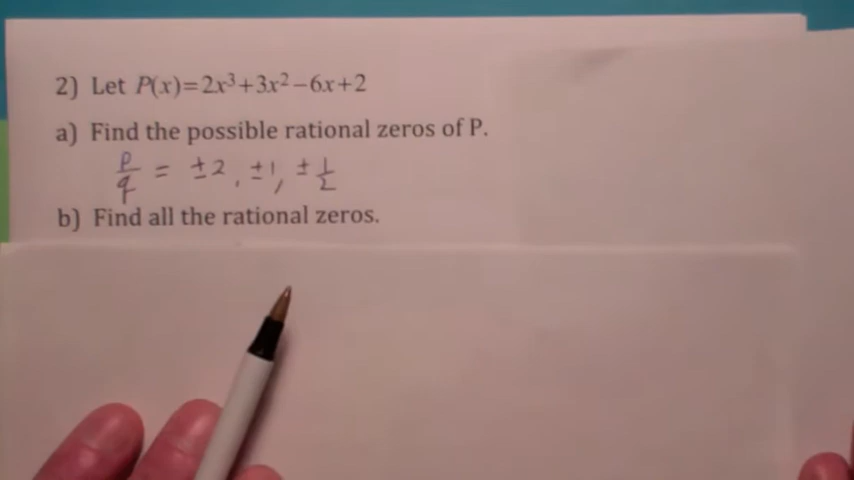 2) Let P(x)=2x³+3x²−6x+2
a) Find the possible rational zeros of P.
p/q = ±2, ±1, ±1/2
b) Find all the rational zeros.